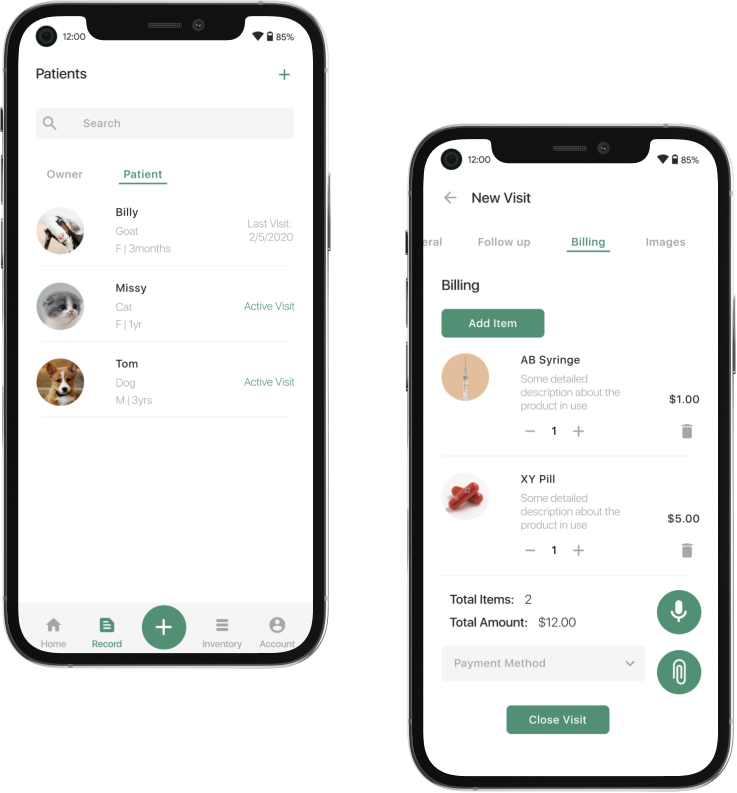 12:00
85%
Patients
Search
Owner
Patient
Billy
Goat
F | 3months
Last Visit:
2/5/2020
Missy
Cat
F | 1yr
Active Visit
Tom
Dog
M | 3yrs
Active Visit
Home
Record
Inventory
Account
12:00
85%
New Visit
eral
Follow up
Billing
Images
Billing
Add Item
AB Syringe
Some detailed
description about the
product in use
$1.00
1
XY Pill
Some detailed
description about the
product in use
$5.00
1
Total Items: 2
Total Amount: $12.00
Payment Method
Close Visit